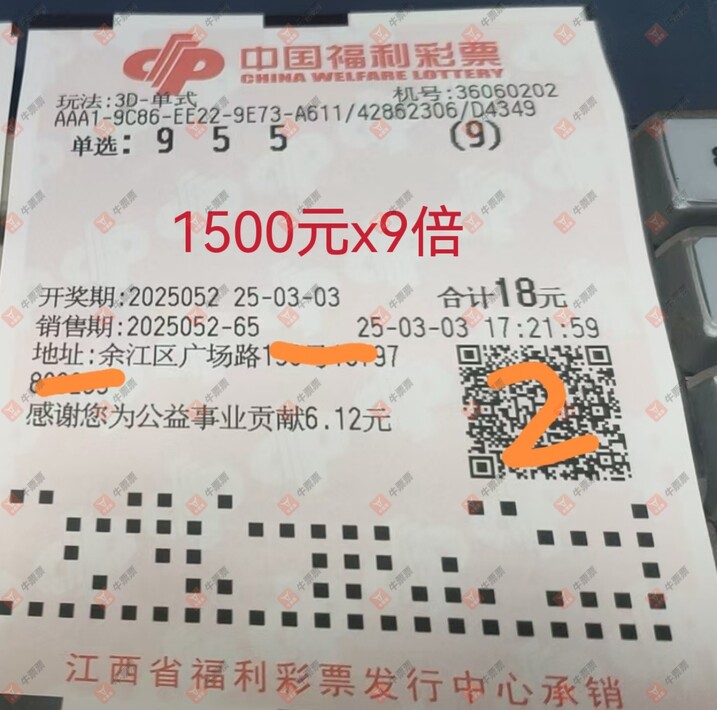 中国福利彩票
CHINA WELFARE LOTTERY
玩法:3D-单式 机号:36060202
AAA1-9C86-EE22-9E73-A611/42862306/D4349
单选: 9 5 5 (9)
1500元x9倍
开奖期:2025052 25-03-03 合计18元
销售期:2025052-65 25-03-03 17:21:59
地址:余江区广场路
感谢您为公益事业贡献6.12元
2
江西省福利彩票发行中心承销
牛票票